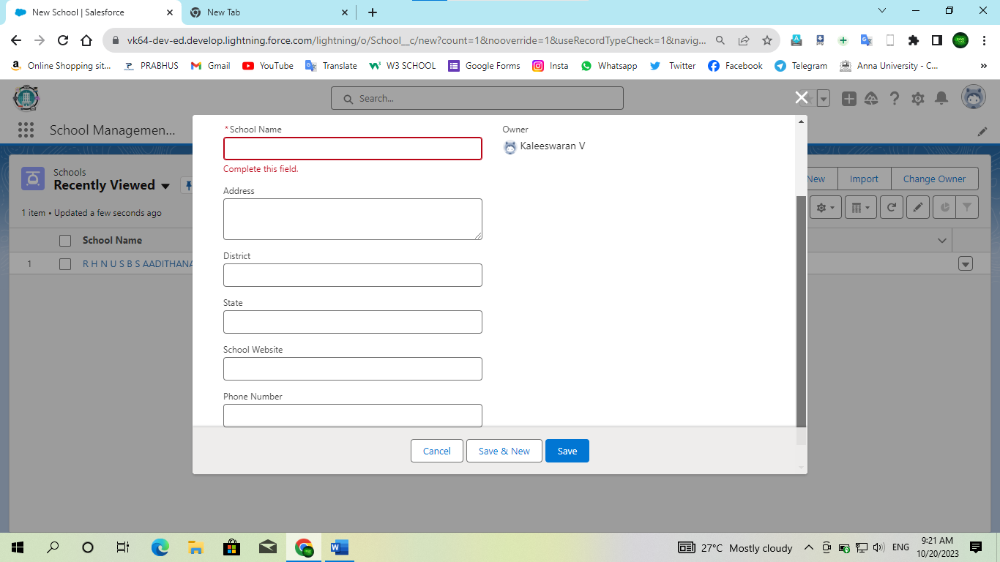 New School | Salesforce
New Tab
vk64-dev-ed.develop.lightning.force.com/lightning/o/School__c/new?count=1&nooverride=1&useRecordTypeCheck=1&navig...
Online Shopping sit... PRABHUS Gmail YouTube Translate W3 SCHOOL Google Forms Insta Whatsapp Twitter Facebook Telegram Anna University - C... »
Search...
School Managemen...
Schools
Recently Viewed
1 item • Updated a few seconds ago
New Import Change Owner
School Name
1 R H N U S B S AADITHANA
*School Name
Complete this field.
Owner
Kaleeswaran V
Address
District
State
School Website
Phone Number
Cancel Save & New Save
27°C Mostly cloudy
ENG
9:21 AM
10/20/2023